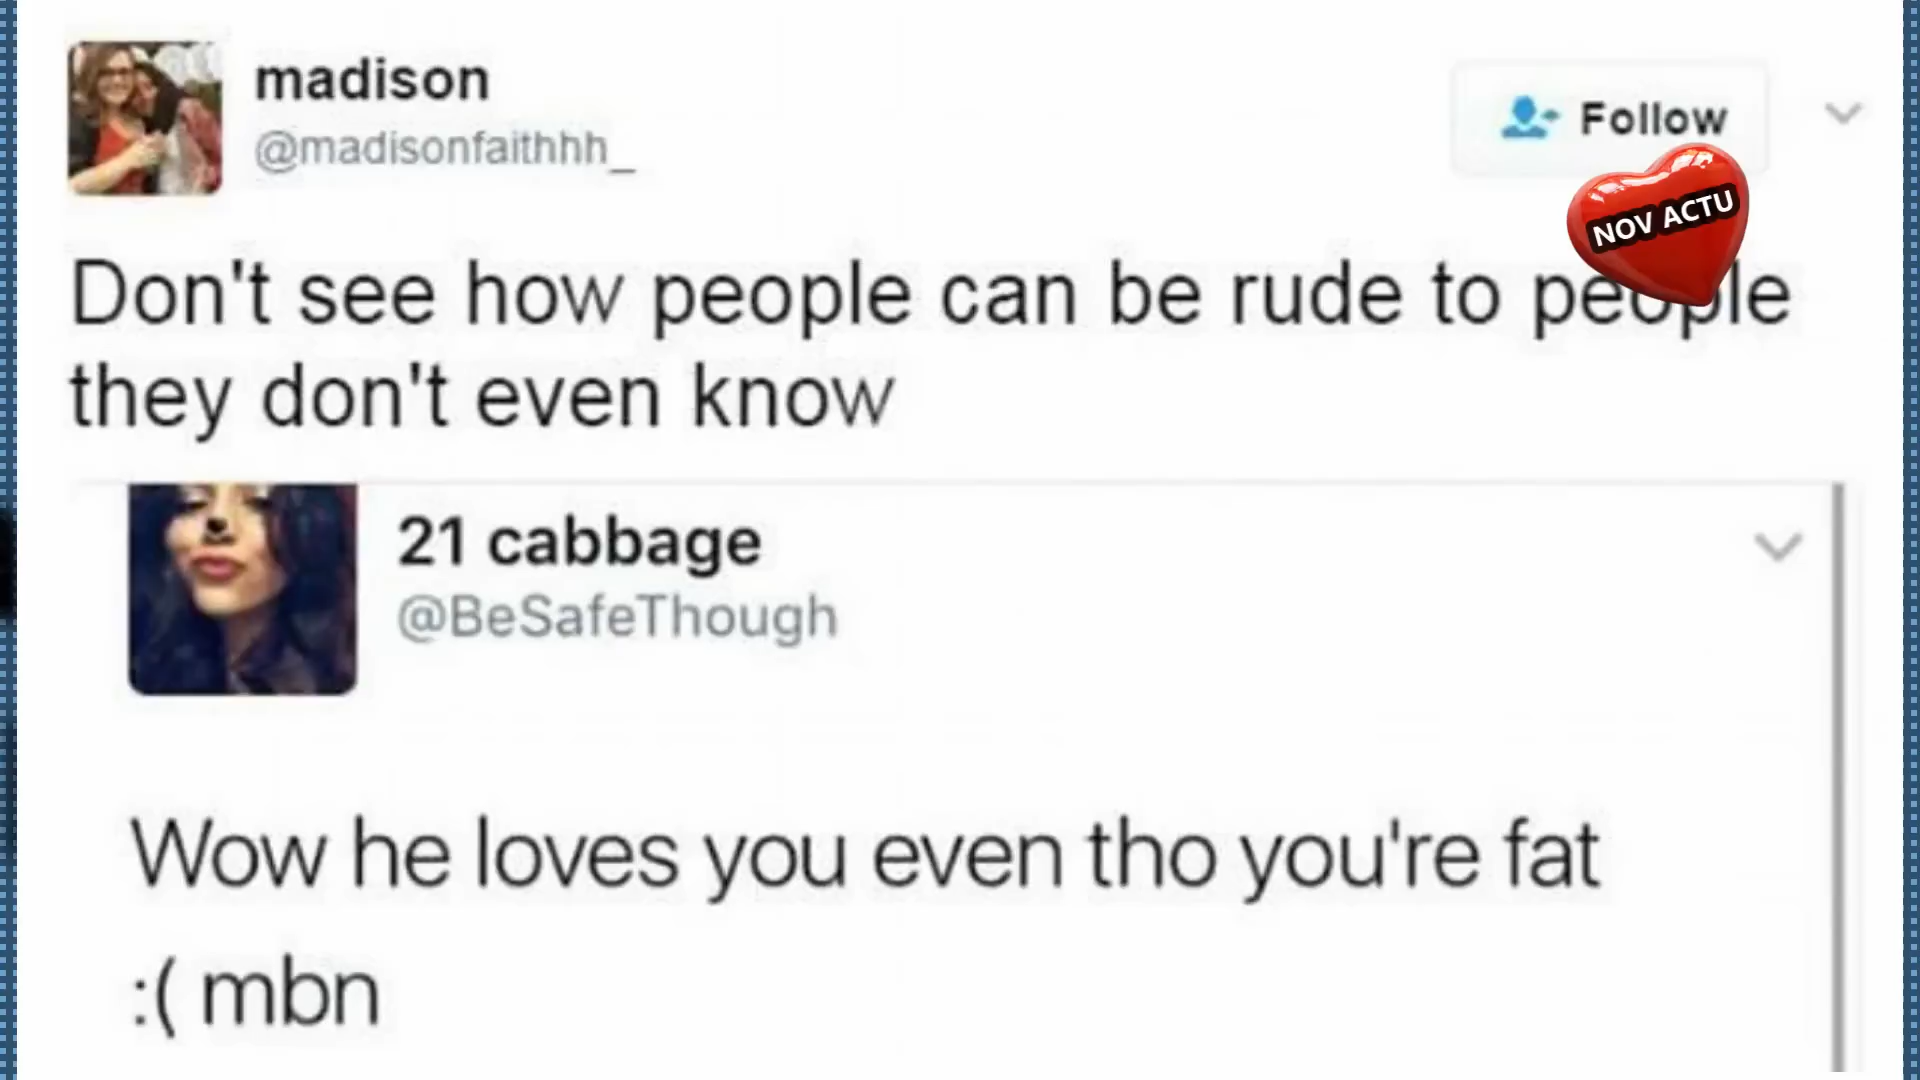 madison
@madisonfaithhh_
Follow
NOV ACTU
Don't see how people can be rude to people
they don't even know
21 cabbage
@BeSafeThough
Wow he loves you even tho you're fat
:( mbn